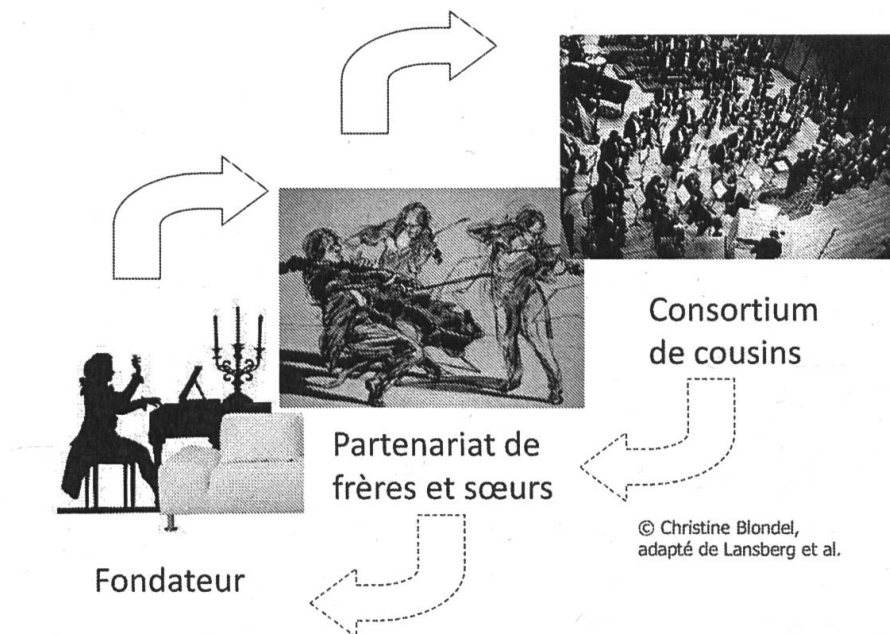 Consortium
de cousins
Partenariat de
frères et sœurs
© Christine Blondel,
adapté de Lansberg et al.
Fondateur